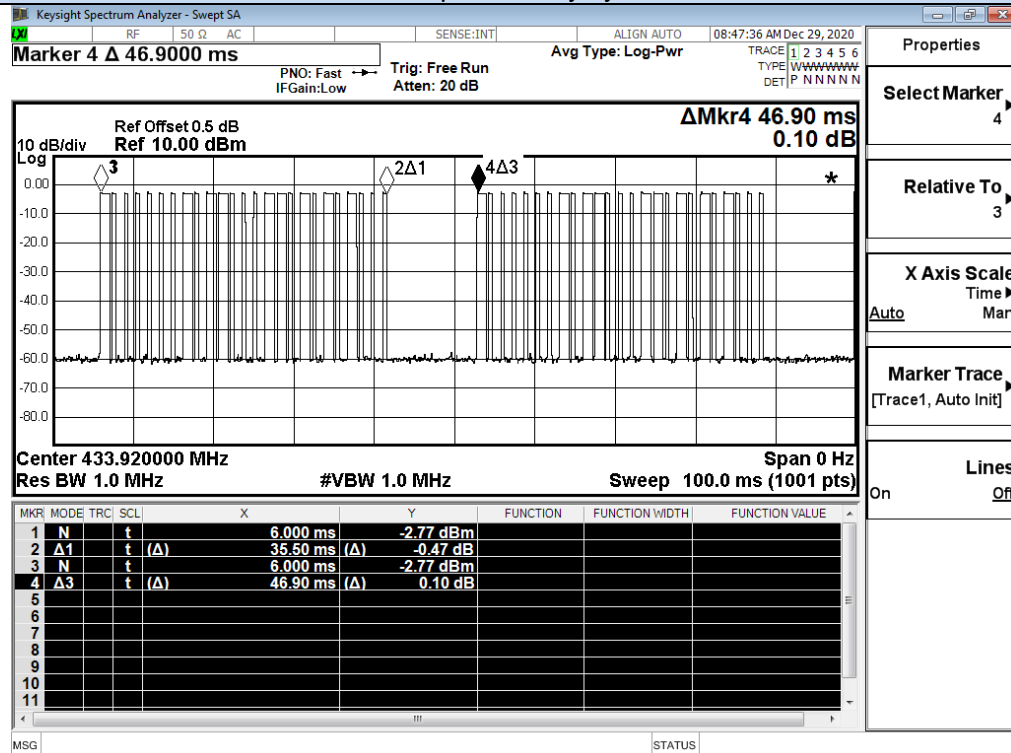 Keysight Spectrum Analyzer - Swept SA
LXI RF 50 Ω AC SENSE:INT ALIGN AUTO 08:47:36 AM Dec 29, 2020
Marker 4 Δ 46.9000 ms
PNO: Fast
IFGain:Low
Trig: Free Run
Atten: 20 dB
Avg Type: Log-Pwr
TRACE 1 2 3 4 5 6
TYPE WWWWWW
DET P N N N N N
ΔMkr4 46.90 ms
0.10 dB
Ref Offset 0.5 dB
10 dB/div Ref 10.00 dBm
Log
3
2Δ1
4Δ3
*
0.00
-10.0
-20.0
-30.0
-40.0
-50.0
-60.0
-70.0
-80.0
Center 433.920000 MHz Span 0 Hz
Res BW 1.0 MHz #VBW 1.0 MHz Sweep 100.0 ms (1001 pts)
MKR MODE TRC SCL X Y FUNCTION FUNCTION WIDTH FUNCTION VALUE
1 N t 6.000 ms -2.77 dBm
2 Δ1 t (Δ) 35.50 ms (Δ) -0.47 dB
3 N t 6.000 ms -2.77 dBm
4 Δ3 t (Δ) 46.90 ms (Δ) 0.10 dB
5
6
7
8
9
10
11
MSG STATUS
Properties
Select Marker
4
Relative To
3
X Axis Scale
Time
Auto Man
Marker Trace
[Trace1, Auto Init]
Lines
On Off